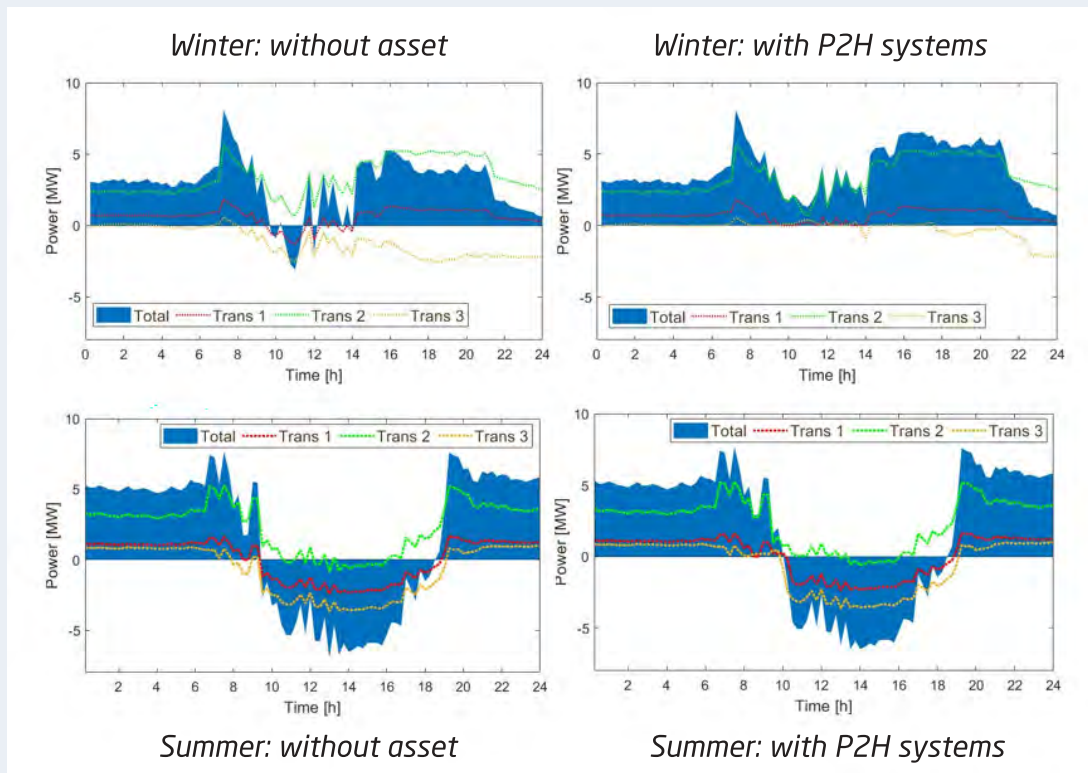 Winter: without asset
Winter: with P2H systems
10
5
0
-5
Power [MW]
Total Trans 1 Trans 2 Trans 3
0 2 4 6 8 10 12 14 16 18 20 22 24
Time [h]
10
5
0
-5
Power [MW]
Total Trans 1 Trans 2 Trans 3
0 2 4 6 8 10 12 14 16 18 20 22 24
Time [h]
10
5
0
-5
Power [MW]
Total Trans 1 Trans 2 Trans 3
2 4 6 8 10 12 14 16 18 20 22 24
Time [h]
10
5
0
-5
Power [MW]
Total Trans 1 Trans 2 Trans 3
2 4 6 8 10 12 14 16 18 20 22 24
Time [h]
Summer: without asset
Summer: with P2H systems